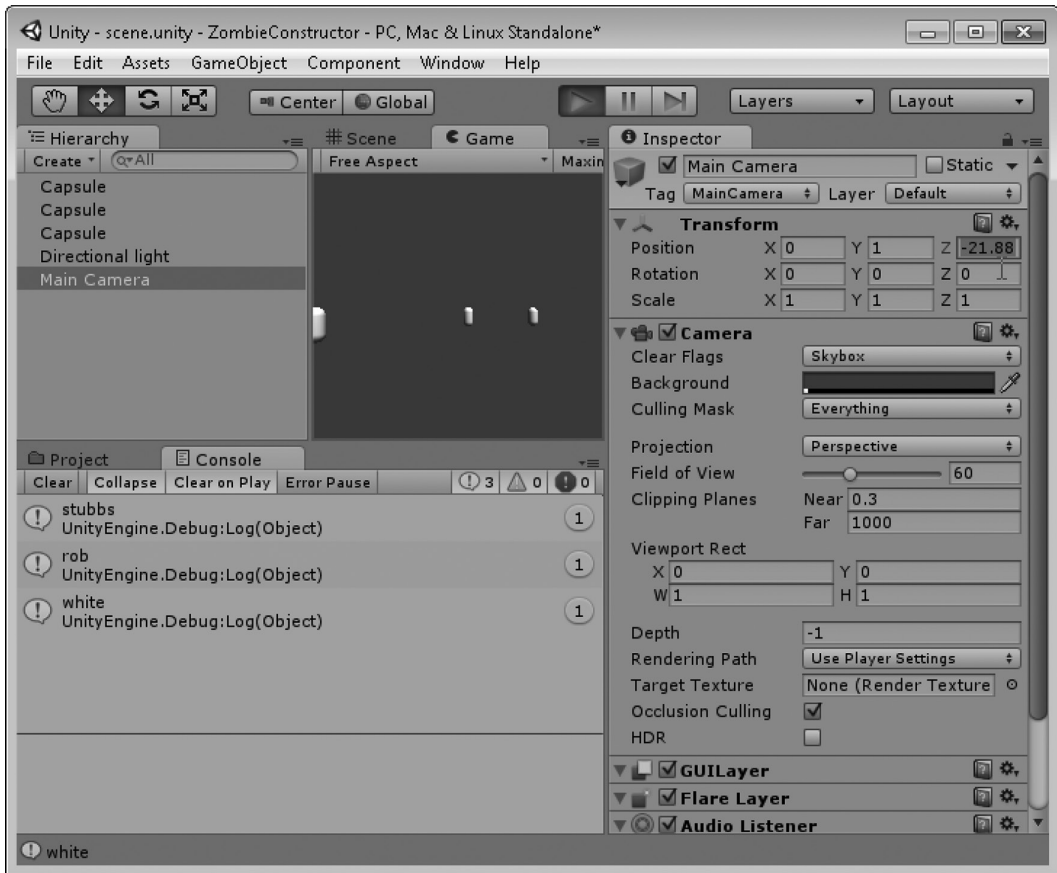 Unity - scene.unity - ZombieConstructor - PC, Mac & Linux Standalone*
File Edit Assets GameObject Component Window Help
Center Global Layers Layout
Hierarchy
Create All
Capsule
Capsule
Capsule
Directional light
Main Camera
Scene Game
Free Aspect Maxin
Inspector
Main Camera Static
Tag MainCamera Layer Default
Transform
Position X 0 Y 1 Z -21.88
Rotation X 0 Y 0 Z 0
Scale X 1 Y 1 Z 1
Camera
Clear Flags Skybox
Background
Culling Mask Everything
Projection Perspective
Field of View 60
Clipping Planes Near 0.3
Far 1000
Viewport Rect
X 0 Y 0
W 1 H 1
Depth -1
Rendering Path Use Player Settings
Target Texture None (Render Texture
Occlusion Culling
HDR
GUILayer
Flare Layer
Audio Listener
Project Console
Clear Collapse Clear on Play Error Pause 3 0 0
stubbs
UnityEngine.Debug:Log(Object) 1
rob
UnityEngine.Debug:Log(Object) 1
white
UnityEngine.Debug:Log(Object) 1
white